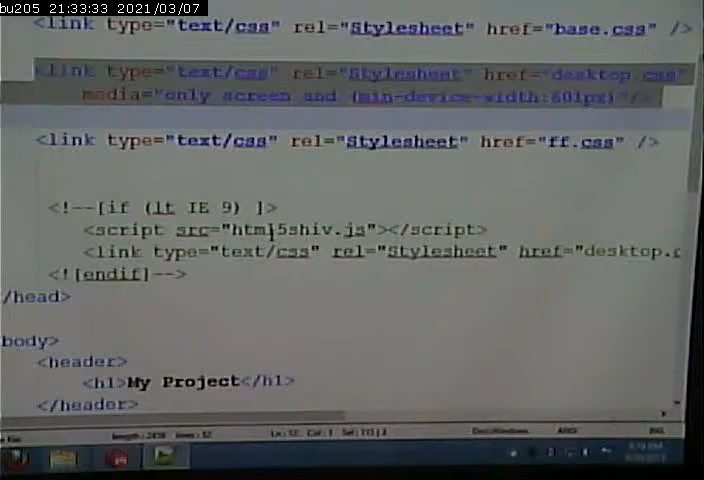 bu205 21:33:33 2021/03/07
<link type="text/css" rel="Stylesheet" href="base.css" />
<link type="text/css" rel="Stylesheet" href="desktop.css"
media="only screen and (min-device-width:601px)"/>
<link type="text/css" rel="Stylesheet" href="ff.css" />
<!--[if (lt IE 9) ]>
<script src="html5shiv.js"></script>
<link type="text/css" rel="Stylesheet" href="desktop.c
<![endif]-->
/head>
body>
<header>
<h1>My Project</h1>
</header>